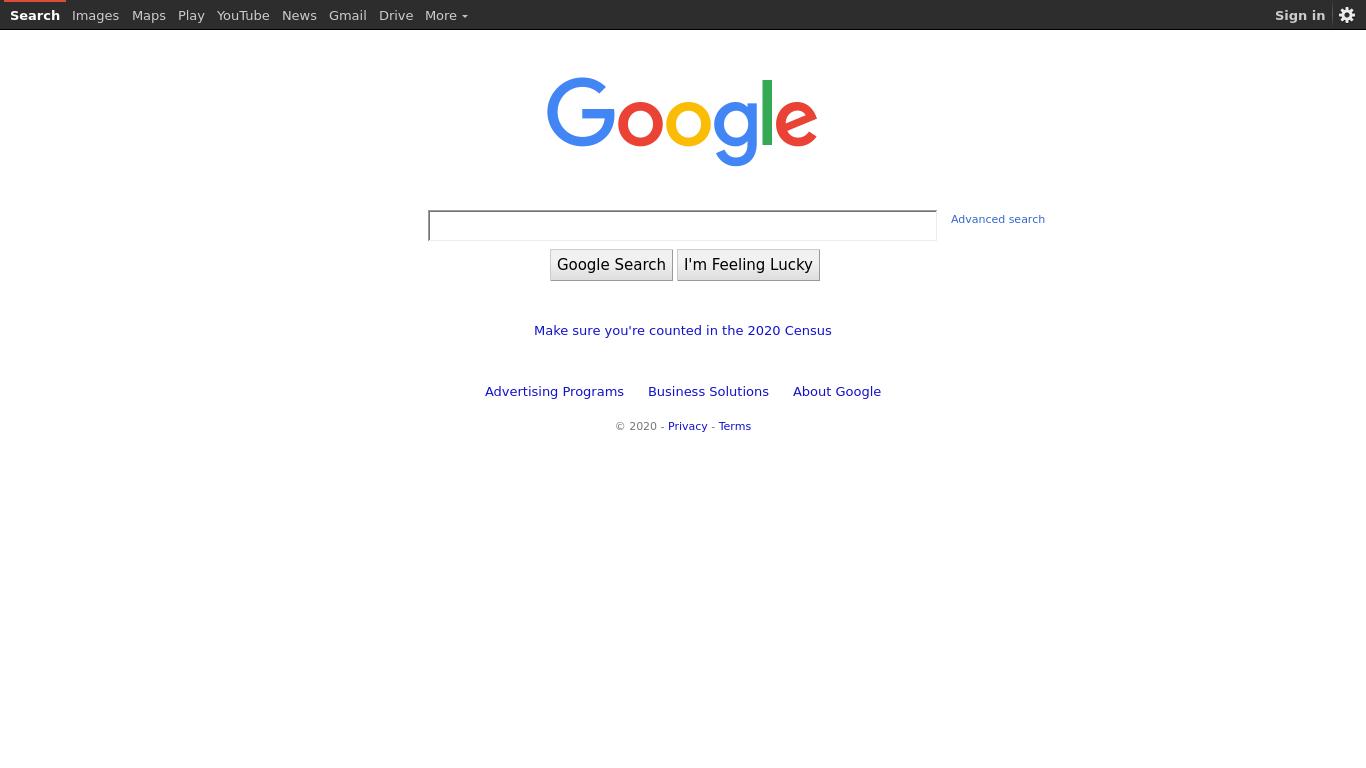 Search Images Maps Play YouTube News Gmail Drive More Sign in
Google
Advanced search
Google Search I'm Feeling Lucky
Make sure you're counted in the 2020 Census
Advertising Programs Business Solutions About Google
© 2020 - Privacy - Terms